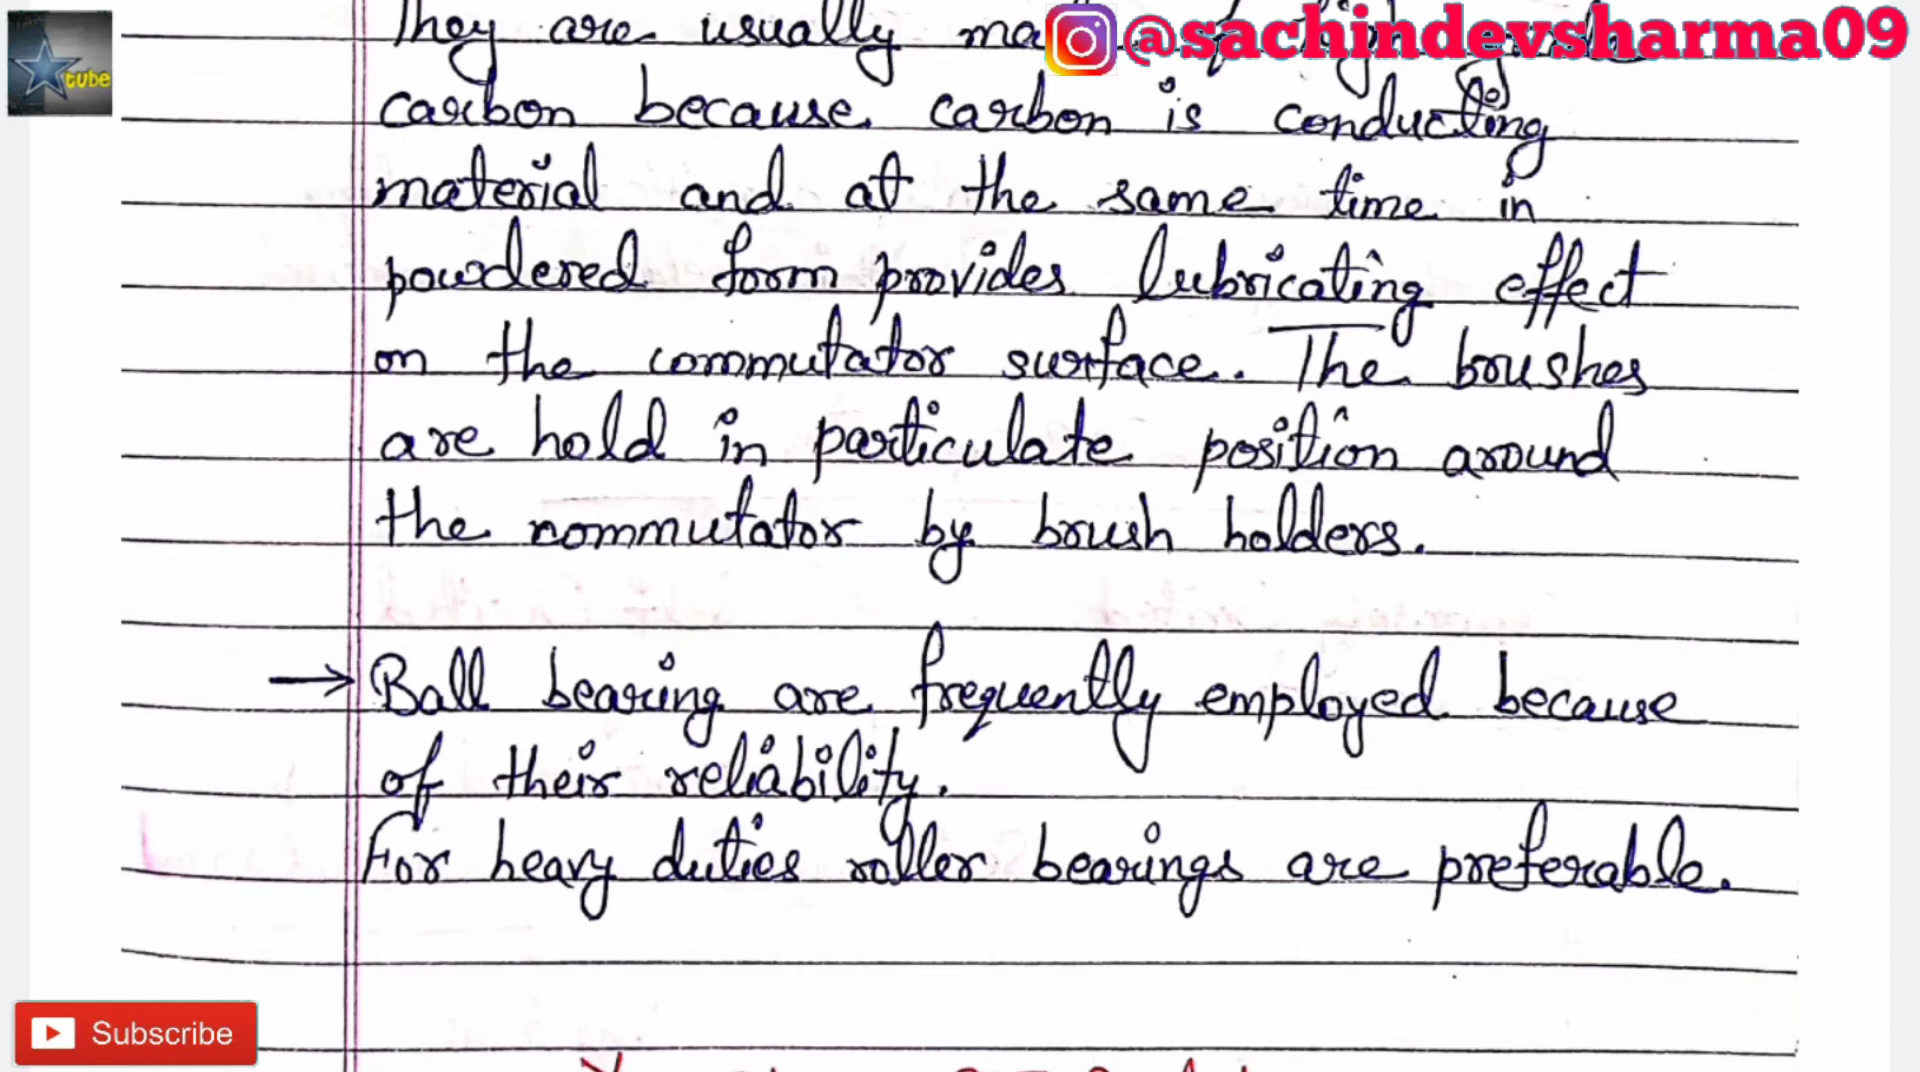 They are usually
@sachindevsharma09
tube
carbon because carbon is conducting
material and at the same time in
powdered form provides lubricating effect
on the commutator surface. The brushes
are hold in particulate position around
the commutator by brush holders.
→ Ball bearing are frequently employed because
of their reliability.
For heavy duties roller bearings are preferable.
Subscribe